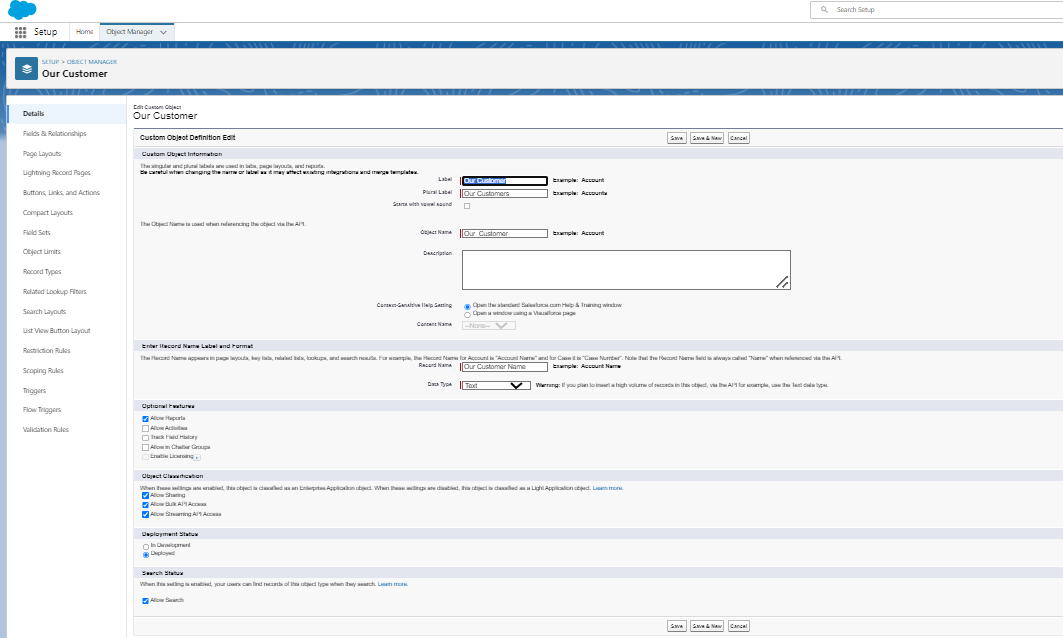 Search Setup
Setup
Home
Object Manager
SETUP > OBJECT MANAGER
Our Customer
Details
Fields & Relationships
Page Layouts
Lightning Record Pages
Buttons, Links, and Actions
Compact Layouts
Field Sets
Object Limits
Record Types
Related Lookup Filters
Search Layouts
List View Button Layout
Restriction Rules
Scoping Rules
Triggers
Flow Triggers
Validation Rules
Edit Custom Object
Our Customer
Custom Object Definition Edit
Save
Save & New
Cancel
Custom Object Information
The singular and plural labels are used in tabs, page layouts, and reports.
Be careful when changing the name or label as it may affect existing integrations and merge templates.
Label
Our Customer
Example: Account
Plural Label
Our Customers
Example: Accounts
Starts with vowel sound
The Object Name is used when referencing the object via the API.
Object Name
Our_Customer
Example: Account
Description
Context-Sensitive Help Setting
Open the standard Salesforce.com Help & Training window
Open a window using a Visualforce page
Content Name
--None--
Enter Record Name Label and Format
The Record Name appears in page layouts, key lists, related lists, lookups, and search results. For example, the Record Name for Account is "Account Name" and for Case it is "Case Number". Note that the Record Name field is always called "Name" when referenced via the API.
Record Name
Our Customer Name
Example: Account Name
Data Type
Text
Warning: If you plan to insert a high volume of records in this object, via the API for example, use the Text data type.
Optional Features
Allow Reports
Allow Activities
Track Field History
Allow in Chatter Groups
Enable Licensing
Object Classification
When these settings are enabled, this object is classified as an Enterprise Application object. When these settings are disabled, this object is classified as a Light Application object. Learn more.
Allow Sharing
Allow Bulk API Access
Allow Streaming API Access
Deployment Status
In Development
Deployed
Search Status
When this setting is enabled, your users can find records of this object type when they search. Learn more.
Allow Search
Save
Save & New
Cancel